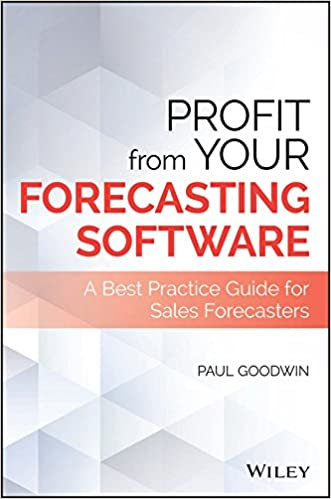 PROFIT
from YOUR
FORECASTING
SOFTWARE
A Best Practice Guide for
Sales Forecasters
PAUL GOODWIN
WILEY